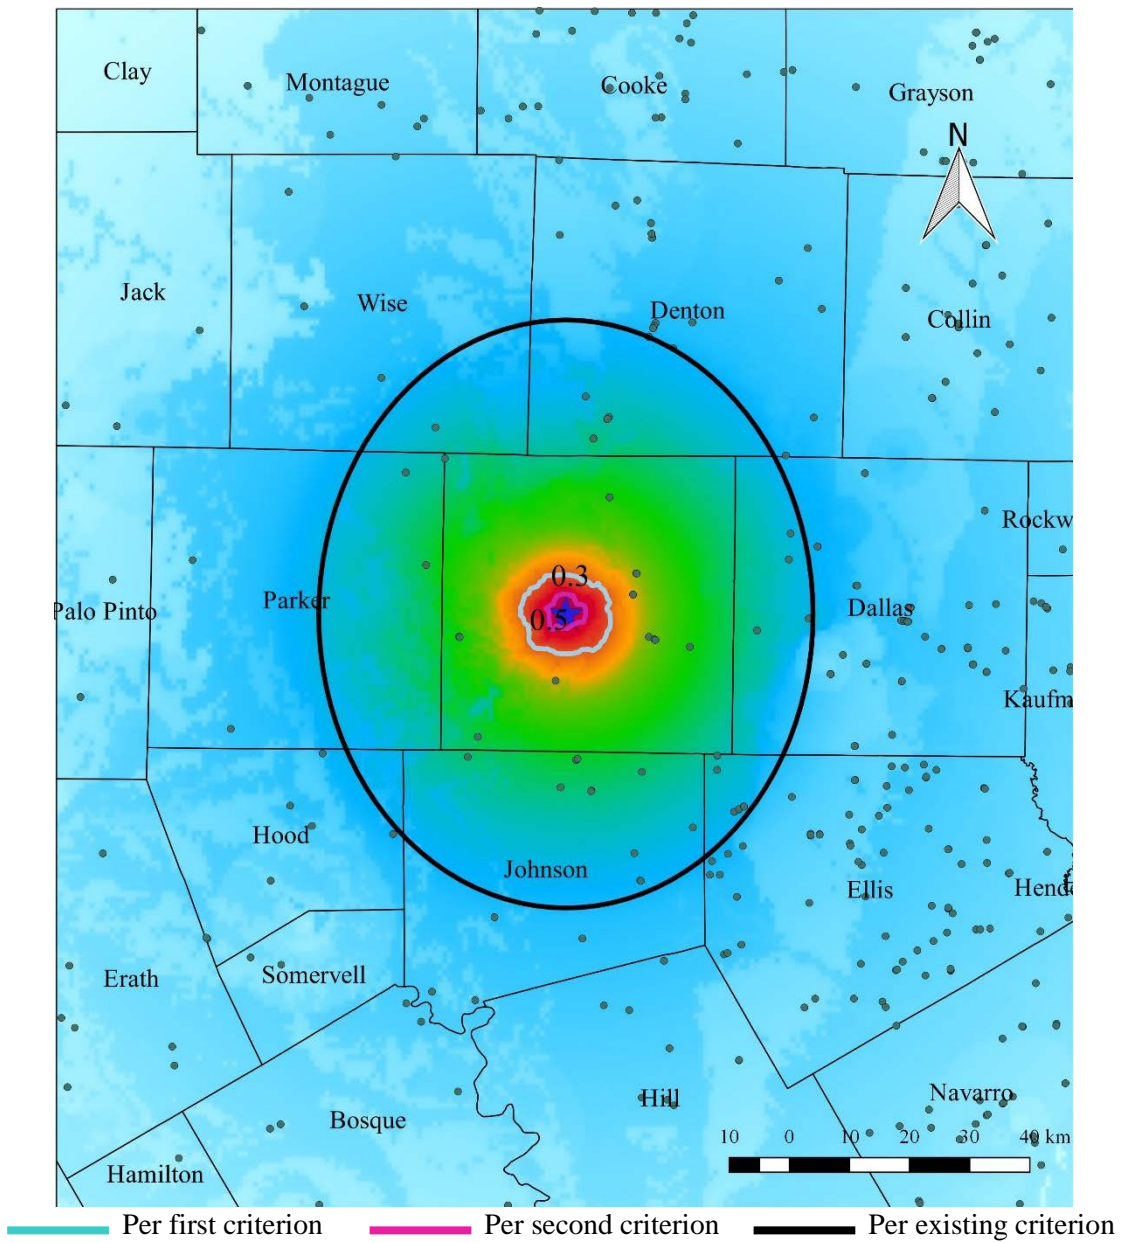 Clay
Montague
Cooke
Grayson
N
Jack
Wise
Denton
Collin
Rockw
0.3
Palo Pinto
Parker
0.5
Dallas
Kaufm
Hood
Johnson
Ellis
Hende
Erath
Somervell
Bosque
Hill
Navarro
10 0 10 20 30 40 km
Hamilton
Per first criterion Per second criterion Per existing criterion